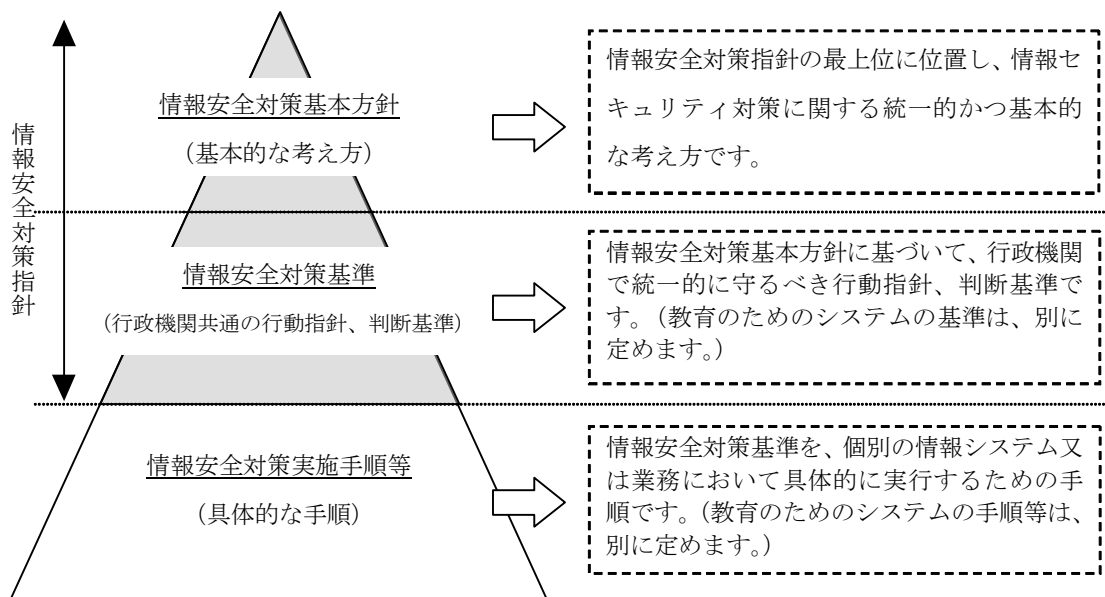 情報安全対策指針
情報安全対策基本方針
（基本的な考え方）
情報安全対策指針の最上位に位置し、情報セ
キュリティ対策に関する統一的かつ基本的
な考え方です。
情報安全対策基準
（行政機関共通の行動指針、判断基準）
情報安全対策基本方針に基づいて、行政機関
で統一的に守るべき行動指針、判断基準で
す。（教育のためのシステムの基準は、別に
定めます。）
情報安全対策実施手順等
（具体的な手順）
情報安全対策基準を、個別の情報システム又
は業務において具体的に実行するための手
順です。（教育のためのシステムの手順等は、
別に定めます。）